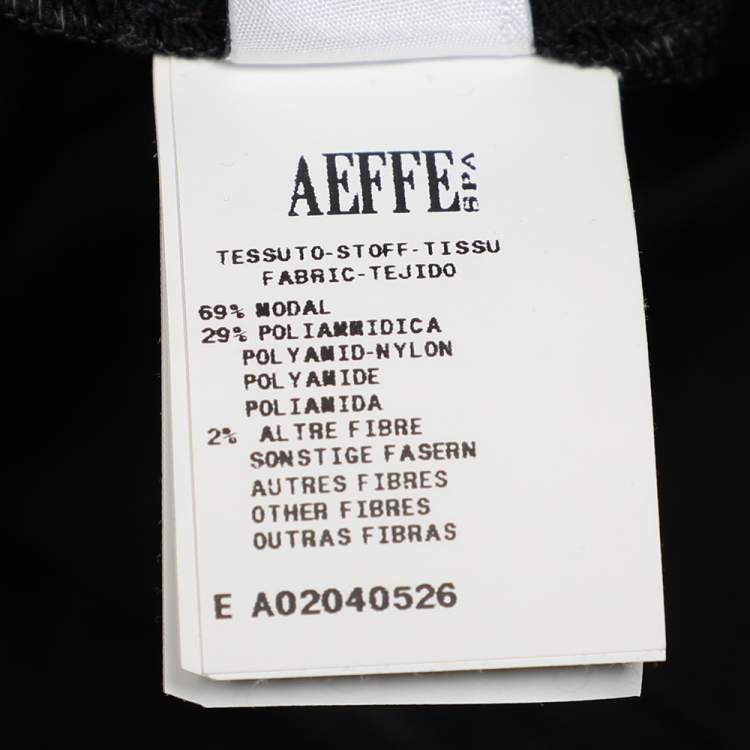 AEFFE SPA
TESSUTO-STOFF-TISSU
FABRIC-TEJIDO
69% MODAL
29% POLIAMMIDICA
POLYAMID-NYLON
POLYAMIDE
POLIAMIDA
2% ALTRE FIBRE
SONSTIGE FASERN
AUTRES FIBRES
OTHER FIBRES
OUTRAS FIBRAS
E A02040526